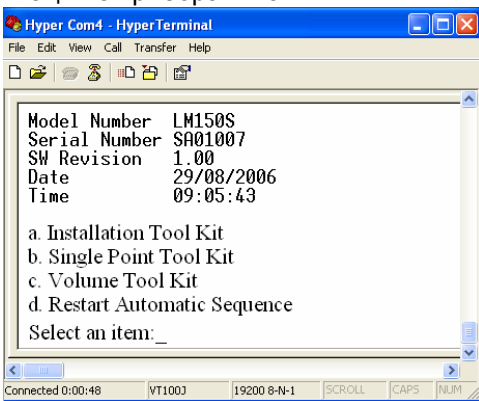 Hyper Com4 - HyperTerminal
File Edit View Call Transfer Help
Model Number LM150S
Serial Number SA01007
SW Revision 1.00
Date 29/08/2006
Time 09:05:43
a. Installation Tool Kit
b. Single Point Tool Kit
c. Volume Tool Kit
d. Restart Automatic Sequence
Select an item:_
Connected 0:00:48 VT100J 19200 8-N-1 SCROLL CAPS NUM